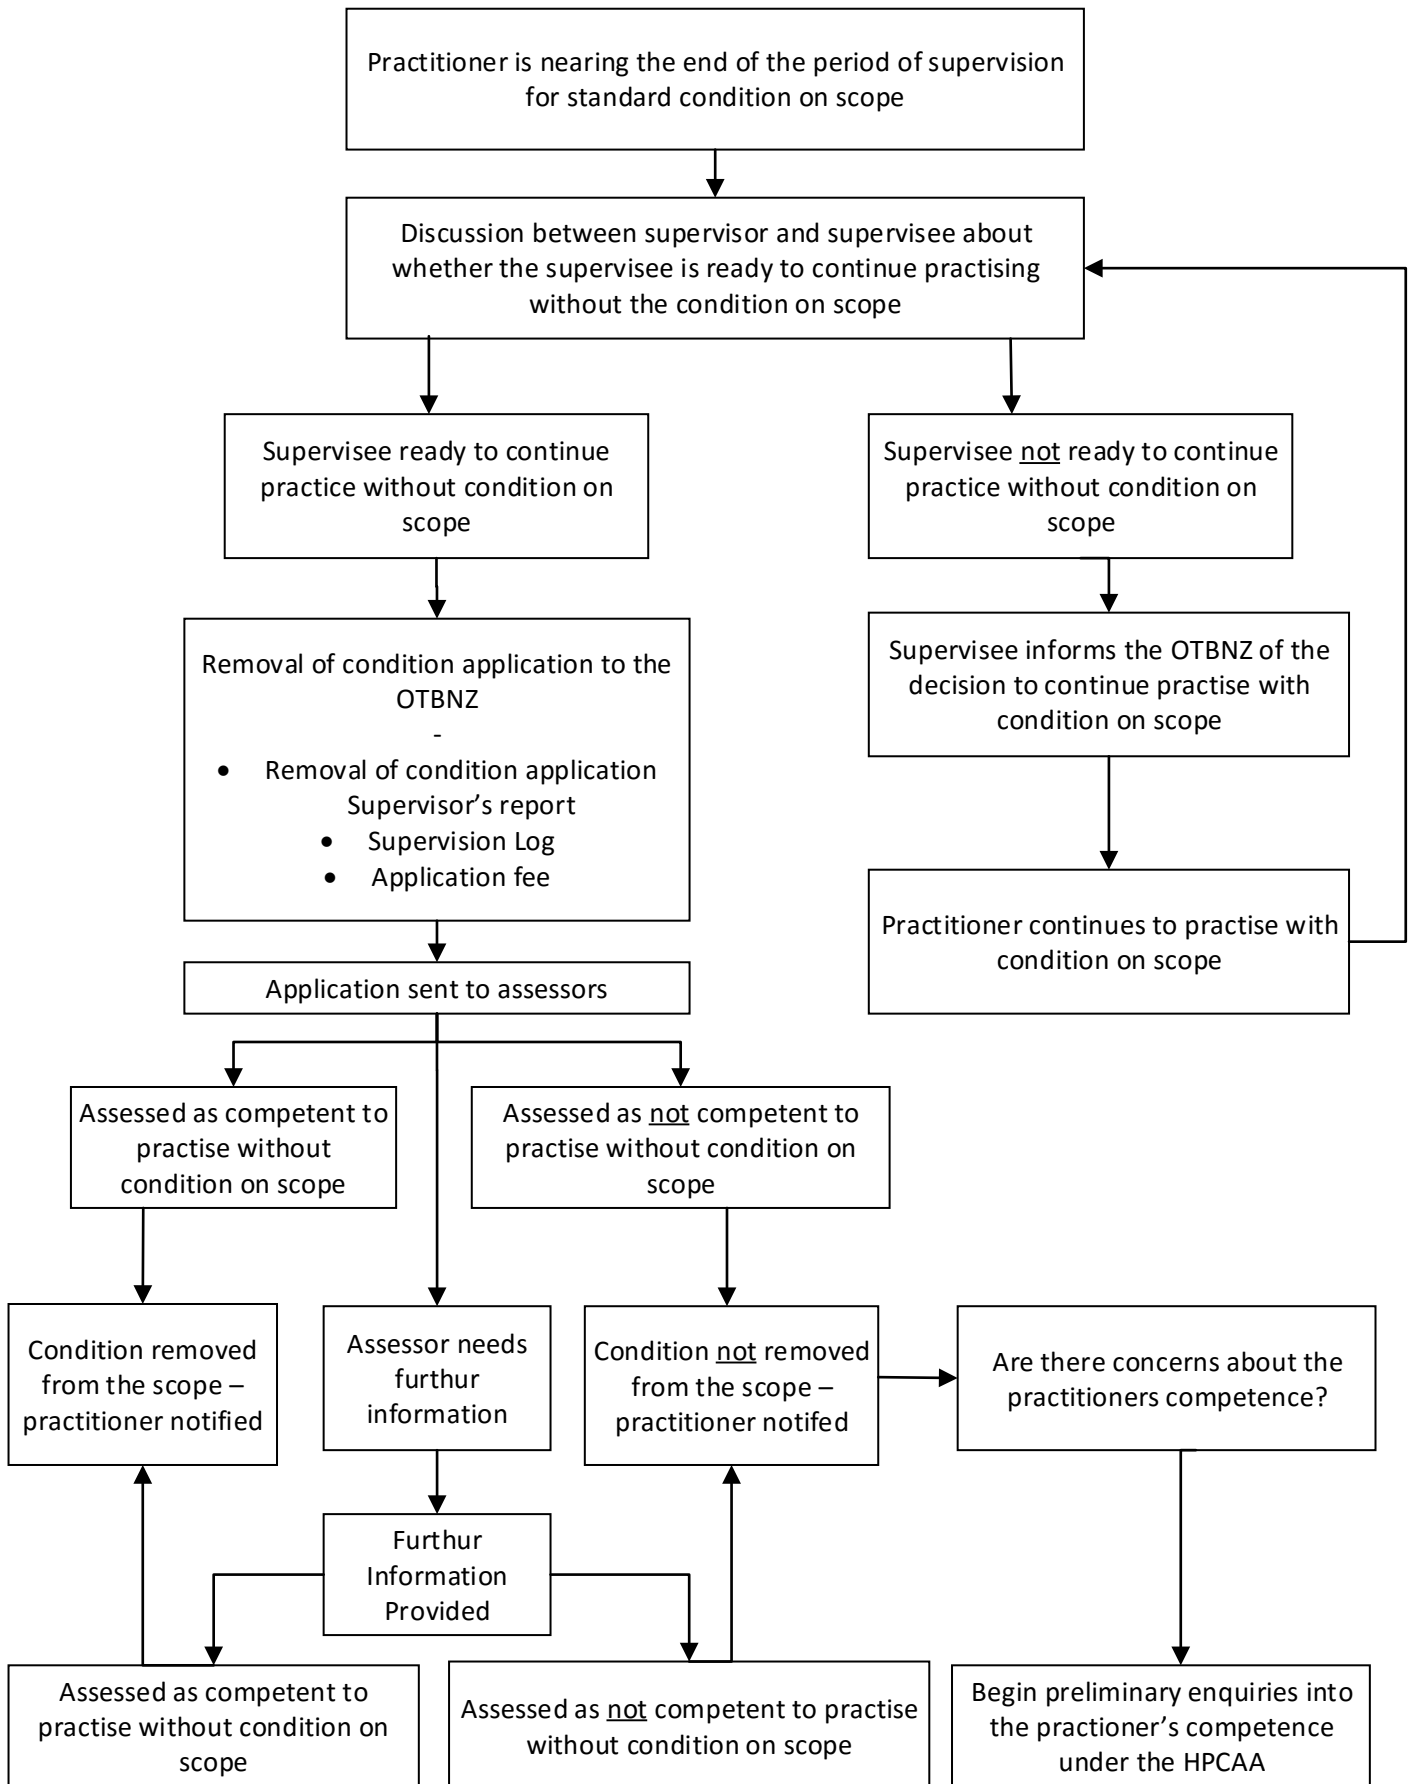 Practitioner is nearing the end of the period of supervision
for standard condition on scope
Discussion between supervisor and supervisee about
whether the supervisee is ready to continue practising
without the condition on scope
Supervisee ready to continue
practice without condition on
scope
Supervisee not ready to continue
practice without condition on
scope
Removal of condition application to the
OTBNZ
-
• Removal of condition application
Supervisor’s report
• Supervision Log
• Application fee
Supervisee informs the OTBNZ of the
decision to continue practise with
condition on scope
Practitioner continues to practise with
condition on scope
Application sent to assessors
Assessed as competent to
practise without
condition on scope
Assessed as not competent to
practise without condition on
scope
Condition removed
from the scope –
practitioner notified
Assessor needs
furthur
information
Condition not removed
from the scope –
practitioner notifed
Are there concerns about the
practitioners competence?
Furthur
Information
Provided
Assessed as competent to
practise without condition on
scope
Assessed as not competent to practise
without condition on scope
Begin preliminary enquiries into
the practioner’s competence
under the HPCAA